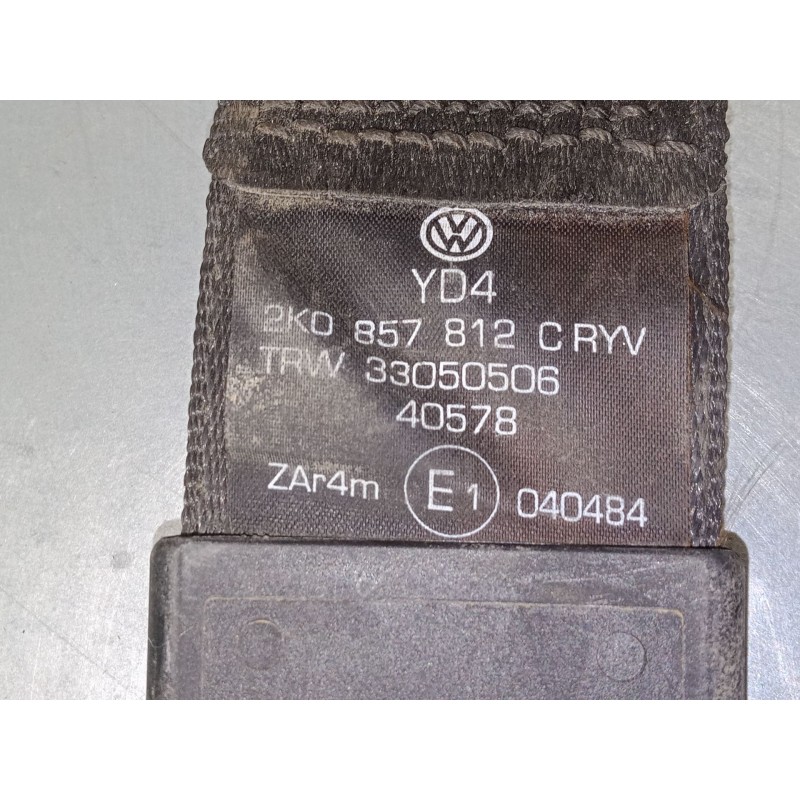 YD4
2K0 857 812 C RYV
TRW 33050506
40578
ZAr4m E1 040484